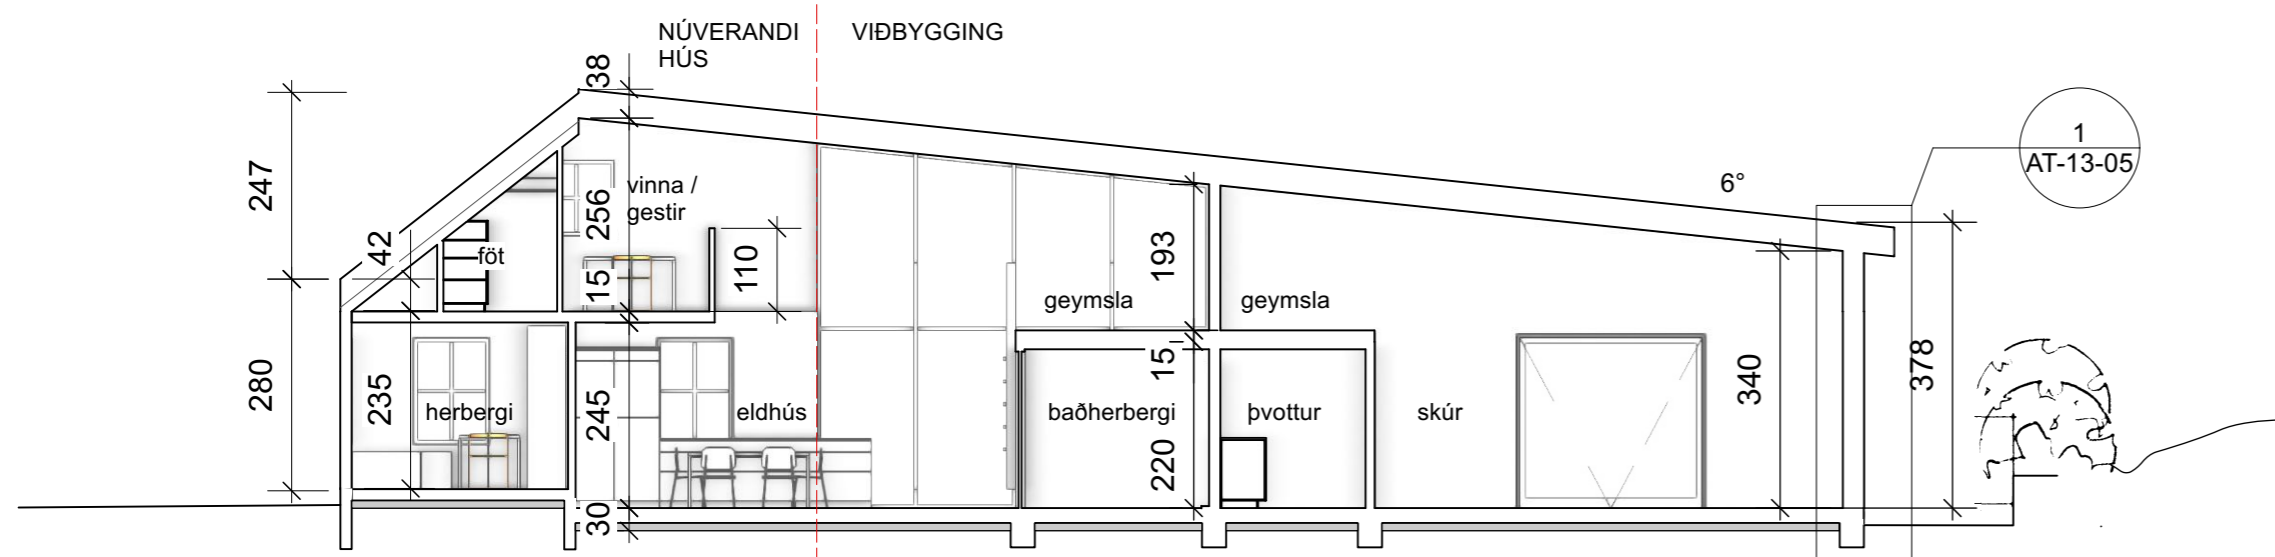 NÚVERANDI
HÚS
VIÐBYGGING
38
247
42
280
235
256
15
245
30
110
193
15
220
340
378
6°
1
AT-13-05
vinna /
gestir
föt
geymsla
geymsla
herbergi
eldhús
baðherbergi
þvottur
skúr